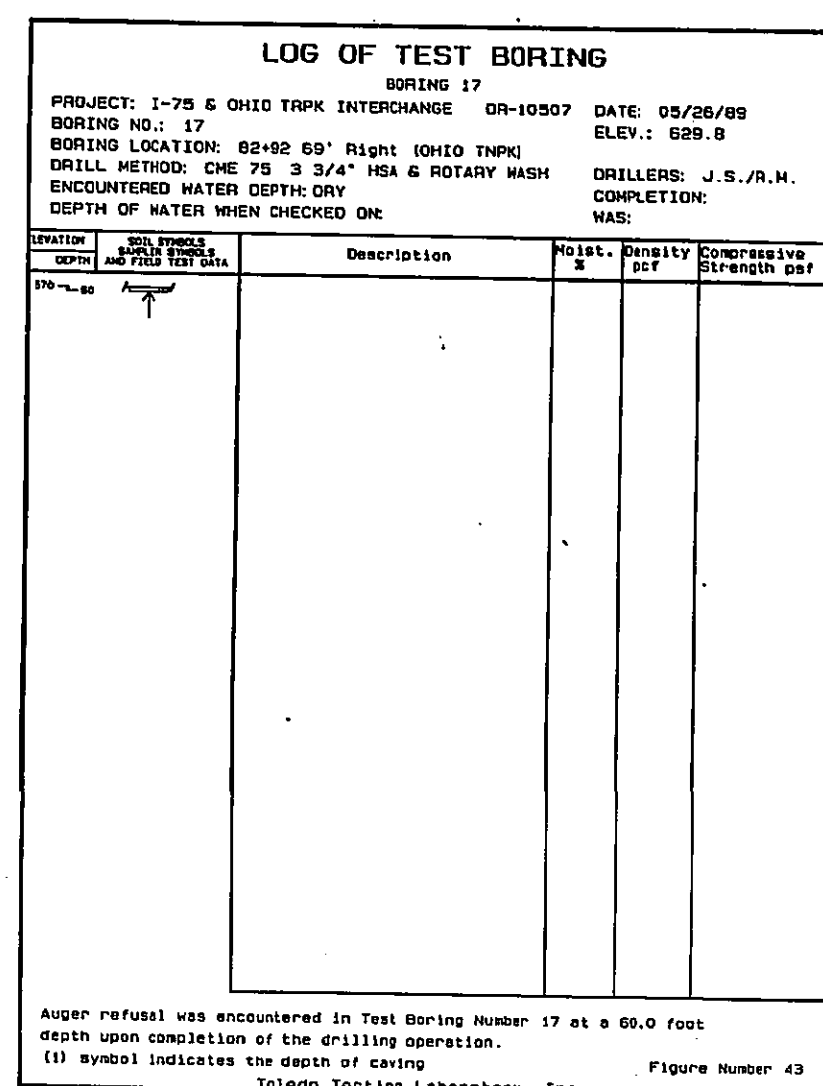 LOG OF TEST BORING
BORING 17
PROJECT: I-75 & OHIO TRPK INTERCHANGE OR-10507 DATE: 05/26/89
BORING NO.: 17 ELEV.: 629.8
BORING LOCATION: 82+92 69' Right (OHIO TNPK)
DRILL METHOD: CME 75 3 3/4" HSA & ROTARY WASH DRILLERS: J.S./R.M.
ENCOUNTERED WATER DEPTH: DRY COMPLETION:
DEPTH OF WATER WHEN CHECKED ON: WAS:
LEVATION
DEPTH
SOIL SYMBOLS
SAMPLER SYMBOLS
AND FIELD TEST DATA
Description
Moist.
%
Density
pcf
Compressive
Strength psf
570 60
Auger refusal was encountered in Test Boring Number 17 at a 60.0 foot
depth upon completion of the drilling operation.
(1) symbol indicates the depth of caving
Figure Number 43
Toledo Testing Laboratory, Inc